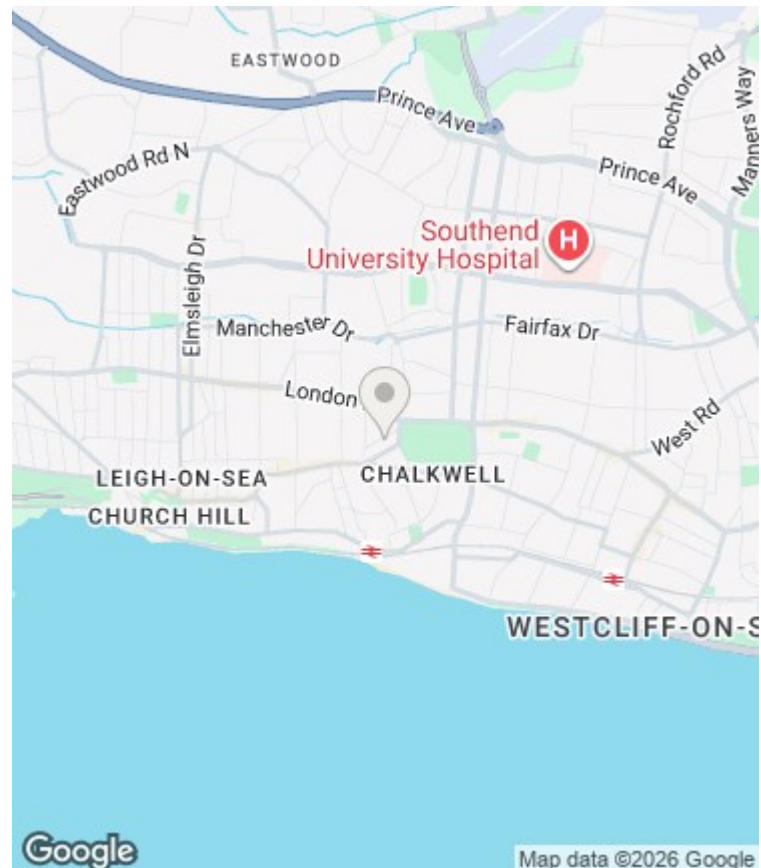 EASTWOOD
Prince Ave
Rochford Rd
Manners Way
Eastwood Rd N
Prince Ave
Elmsleigh Dr
Southend
University Hospital
H
Manchester Dr
Fairfax Dr
London
West Rd
LEIGH-ON-SEA
CHALKWELL
CHURCH HILL
WESTCLIFF-ON-S
Google
Map data ©2026 Google